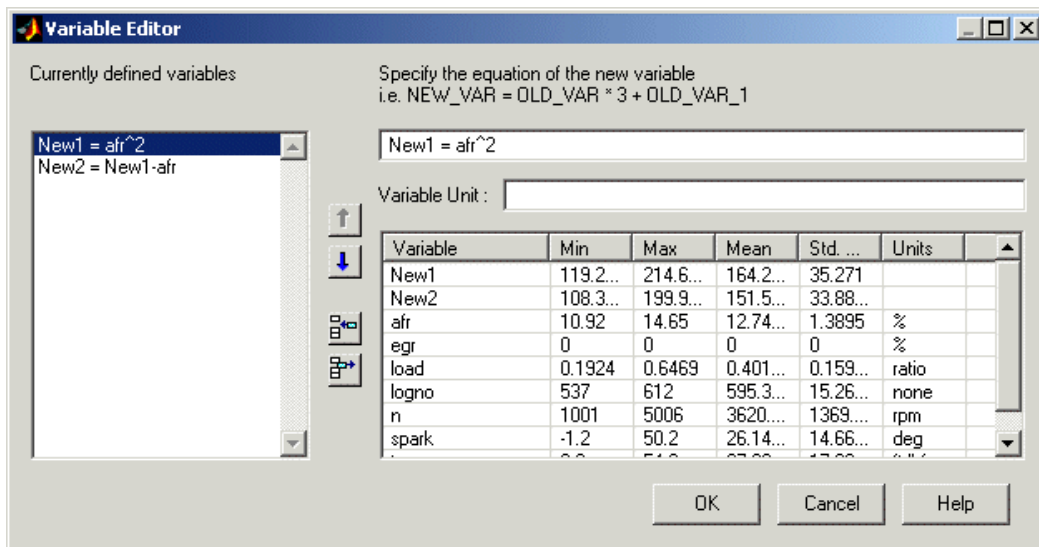 Variable Editor
Currently defined variables
Specify the equation of the new variable
i.e. NEW_VAR = OLD_VAR * 3 + OLD_VAR_1
New1 = afr^2
New2 = New1-afr
New1 = afr^2
Variable Unit :
Variable Min Max Mean Std. ... Units
New1 119.2... 214.6... 164.2... 35.271
New2 108.3... 199.9... 151.5... 33.88...
afr 10.92 14.65 12.74... 1.3895 %
egr 0 0 0 0 %
load 0.1924 0.6469 0.401... 0.159... ratio
logno 537 612 595.3... 15.26... none
n 1001 5006 3620.... 1369.... rpm
spark -1.2 50.2 26.14... 14.66... deg
OK Cancel Help